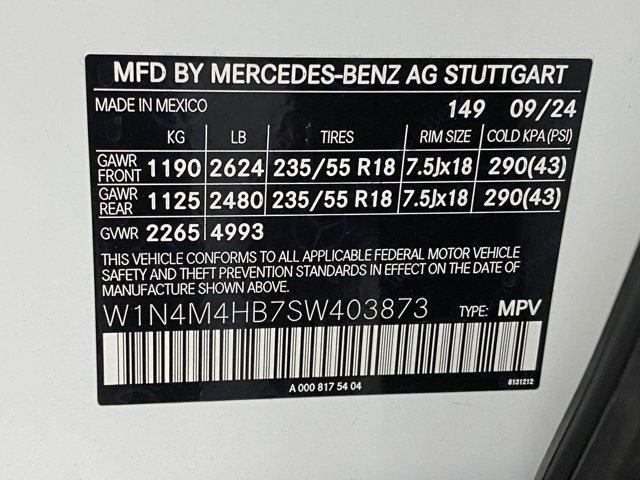 MFD BY MERCEDES-BENZ AG STUTTGART
MADE IN MEXICO 149 09/24
KG LB TIRES RIM SIZE COLD KPA (PSI)
GAWR FRONT 1190 2624 235/55 R18 7.5Jx18 290(43)
GAWR REAR 1125 2480 235/55 R18 7.5Jx18 290(43)
GVWR 2265 4993
THIS VEHICLE CONFORMS TO ALL APPLICABLE FEDERAL MOTOR VEHICLE
SAFETY AND THEFT PREVENTION STANDARDS IN EFFECT ON THE DATE OF
MANUFACTURE SHOWN ABOVE.
W1N4M4HB7SW403873 TYPE: MPV
A 000 817 54 04 8131212